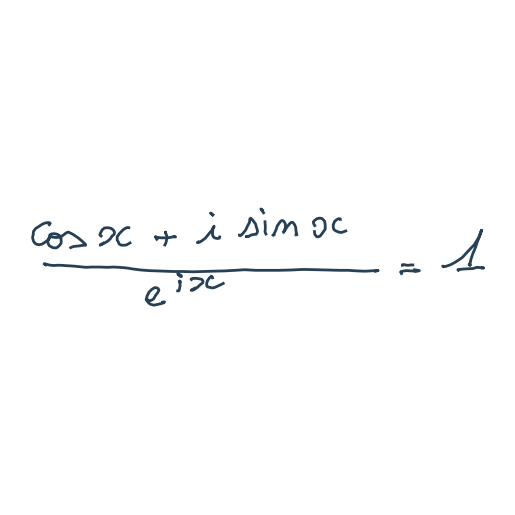 cos x + i sin x
e^{ix}
= 1